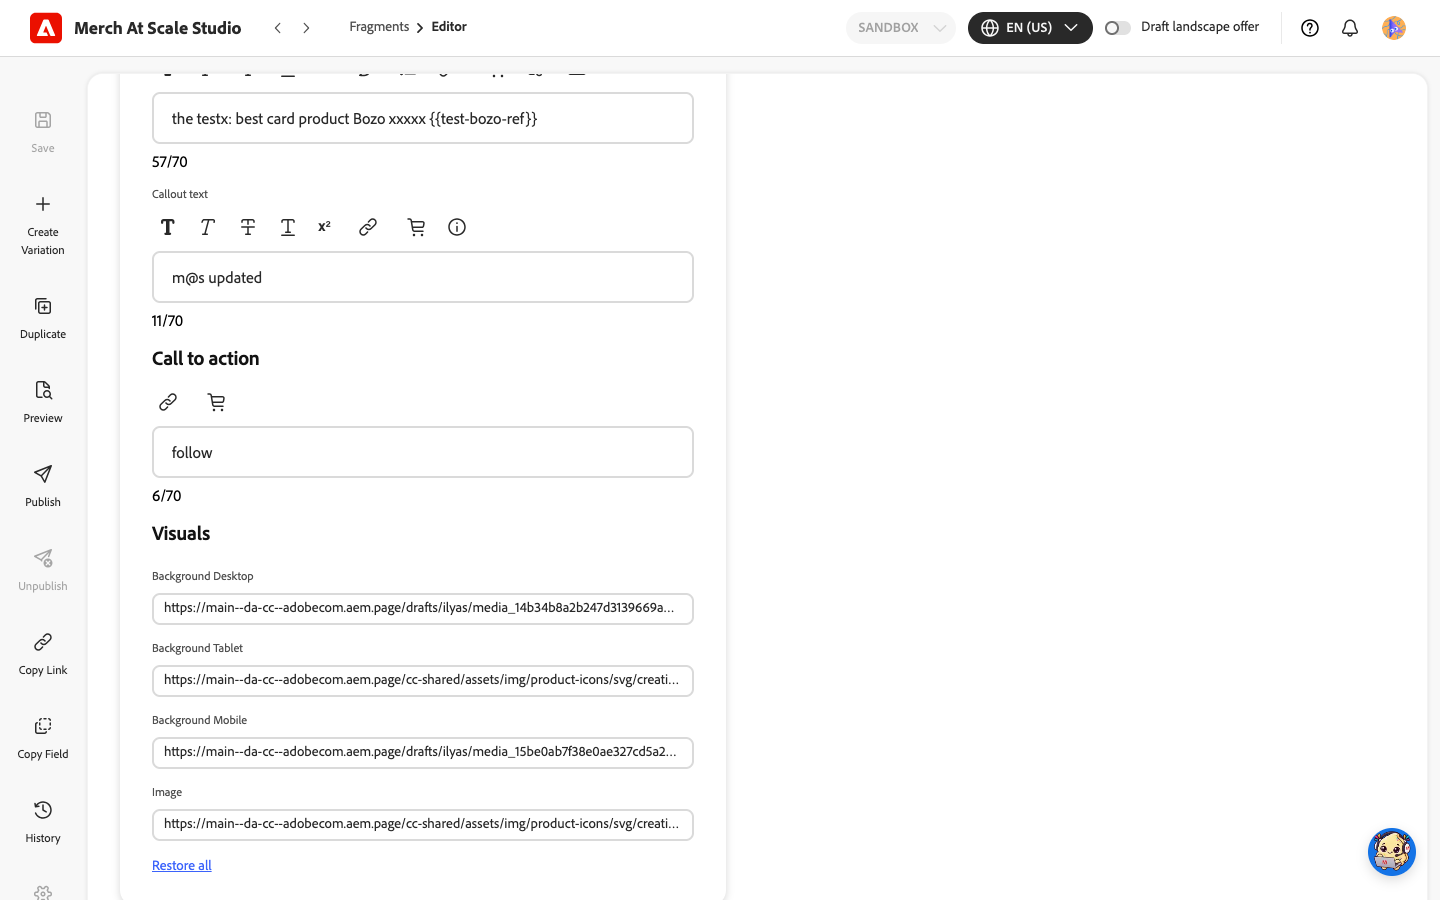 Merch At Scale Studio
Fragments
Editor
SANDBOX
EN (US)
Draft landscape offer
Save
Create
Variation
Duplicate
Preview
Publish
Unpublish
Copy Link
Copy Field
History
the testx: best card product Bozo xxxxx {{test-bozo-ref}}
57/70
Callout text
m@s updated
11/70
Call to action
follow
6/70
Visuals
Background Desktop
https://main--da-cc--adobecom.aem.page/drafts/ilyas/media_14b34b8a2b247d3139669a...
Background Tablet
https://main--da-cc--adobecom.aem.page/cc-shared/assets/img/product-icons/svg/creati...
Background Mobile
https://main--da-cc--adobecom.aem.page/drafts/ilyas/media_15be0ab7f38e0ae327cd5a2...
Image
https://main--da-cc--adobecom.aem.page/cc-shared/assets/img/product-icons/svg/creati...
Restore all